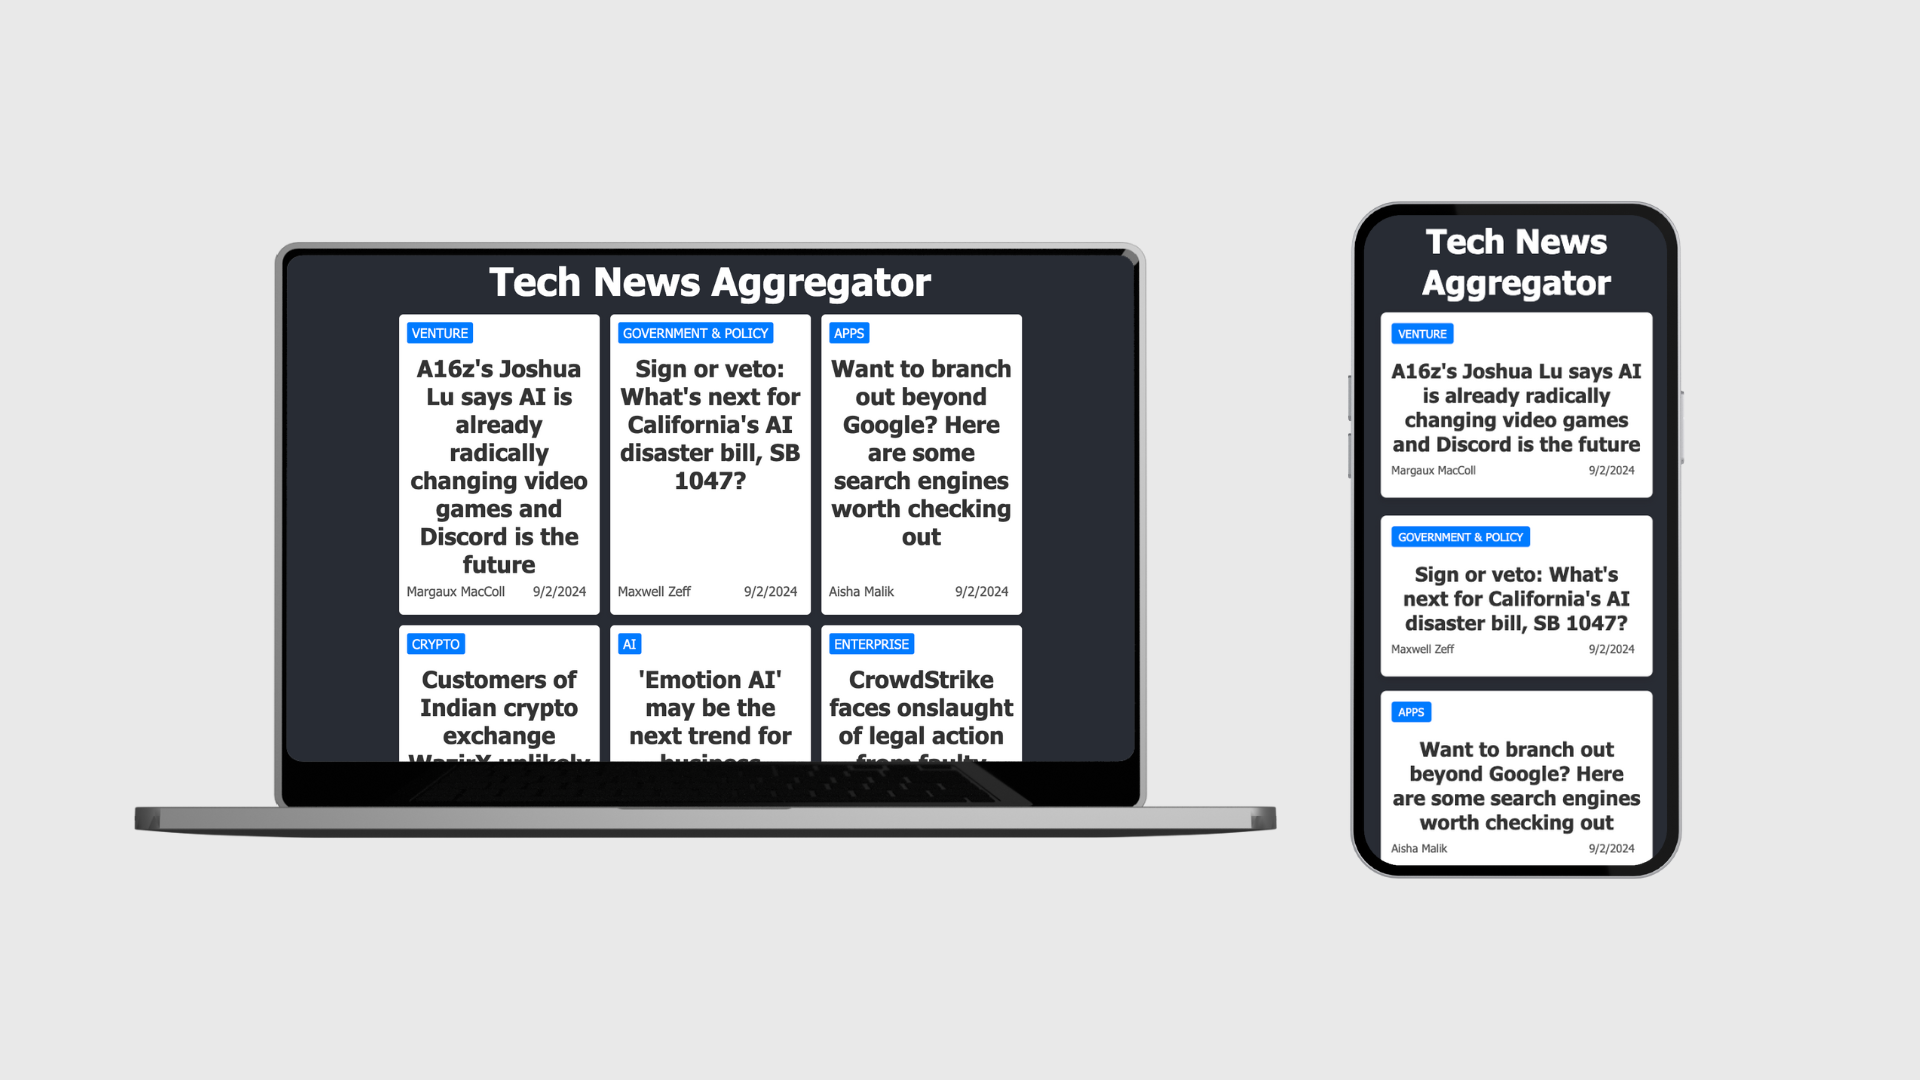 Tech News Aggregator
VENTURE
A16z's Joshua
Lu says AI is
already
radically
changing video
games and
Discord is the
future
Margaux MacColl 9/2/2024
GOVERNMENT & POLICY
Sign or veto:
What's next for
California's AI
disaster bill, SB
1047?
Maxwell Zeff 9/2/2024
APPS
Want to branch
out beyond
Google? Here
are some
search engines
worth checking
out
Aisha Malik 9/2/2024
CRYPTO
Customers of
Indian crypto
exchange
WazirX unlikely
AI
'Emotion AI'
may be the
next trend for
business
ENTERPRISE
CrowdStrike
faces onslaught
of legal action
from faulty
Tech News
Aggregator
VENTURE
A16z's Joshua Lu says AI
is already radically
changing video games
and Discord is the future
Margaux MacColl 9/2/2024
GOVERNMENT & POLICY
Sign or veto: What's
next for California's AI
disaster bill, SB 1047?
Maxwell Zeff 9/2/2024
APPS
Want to branch out
beyond Google? Here
are some search engines
worth checking out
Aisha Malik 9/2/2024